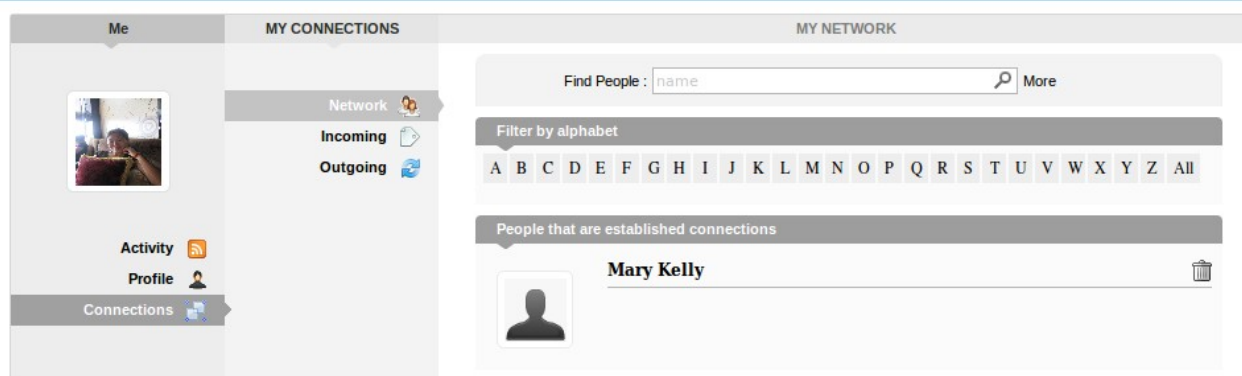 Me
MY CONNECTIONS
MY NETWORK
Find People : name More
Network
Incoming
Outgoing
Filter by alphabet
A B C D E F G H I J K L M N O P Q R S T U V W X Y Z All
Activity
Profile
Connections
People that are established connections
Mary Kelly